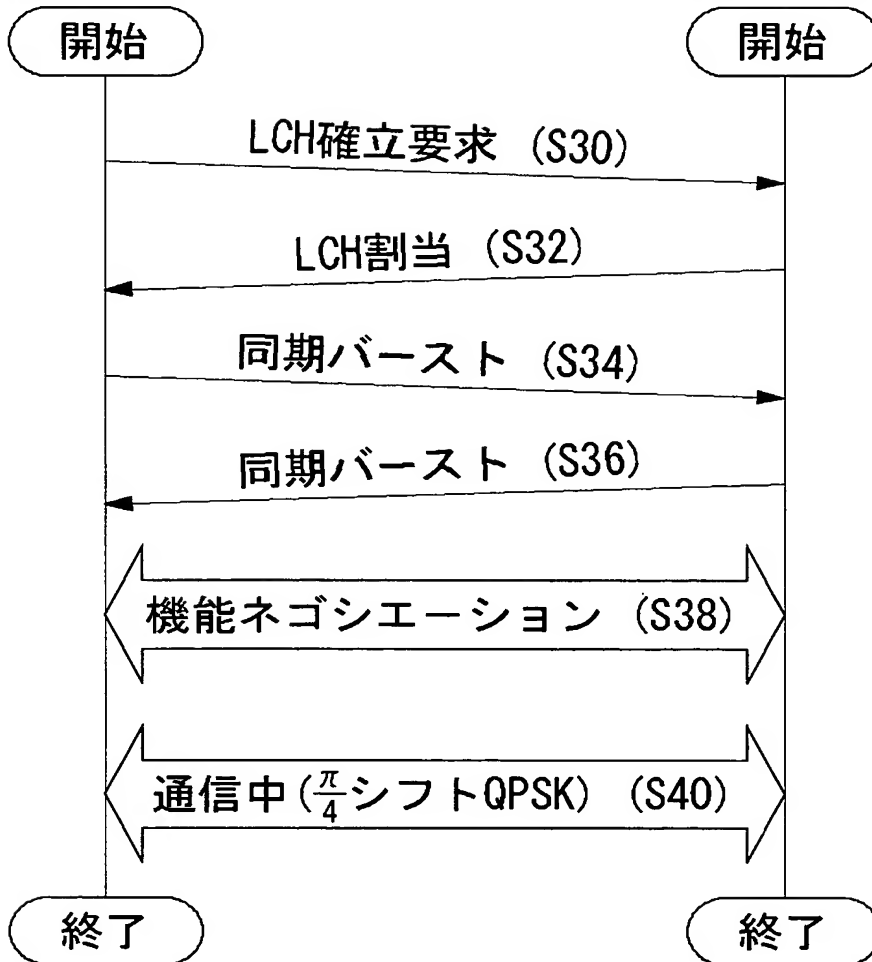 開始
開始
LCH確立要求 (S30)
LCH割当 (S32)
同期バースト (S34)
同期バースト (S36)
機能ネゴシエーション (S38)
通信中(π/4シフトQPSK) (S40)
終了
終了